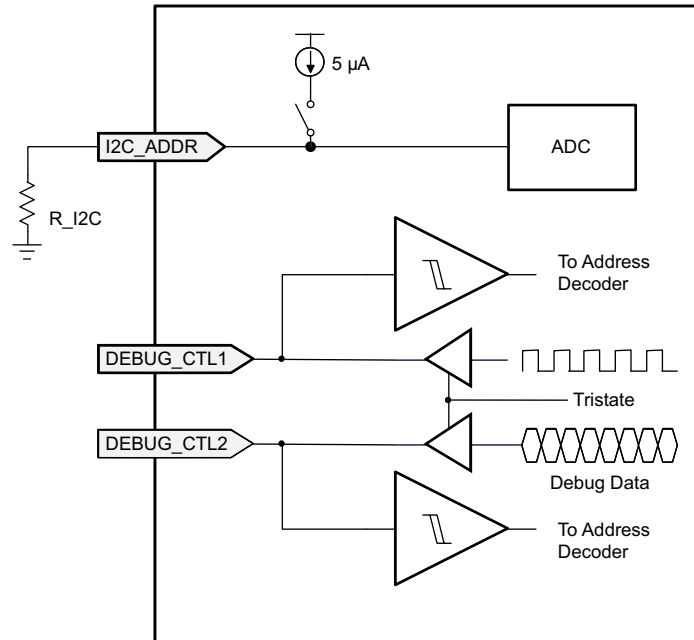 5 µA
I2C_ADDR
ADC
R_I2C
To Address
Decoder
DEBUG_CTL1
Tristate
DEBUG_CTL2
Debug Data
To Address
Decoder